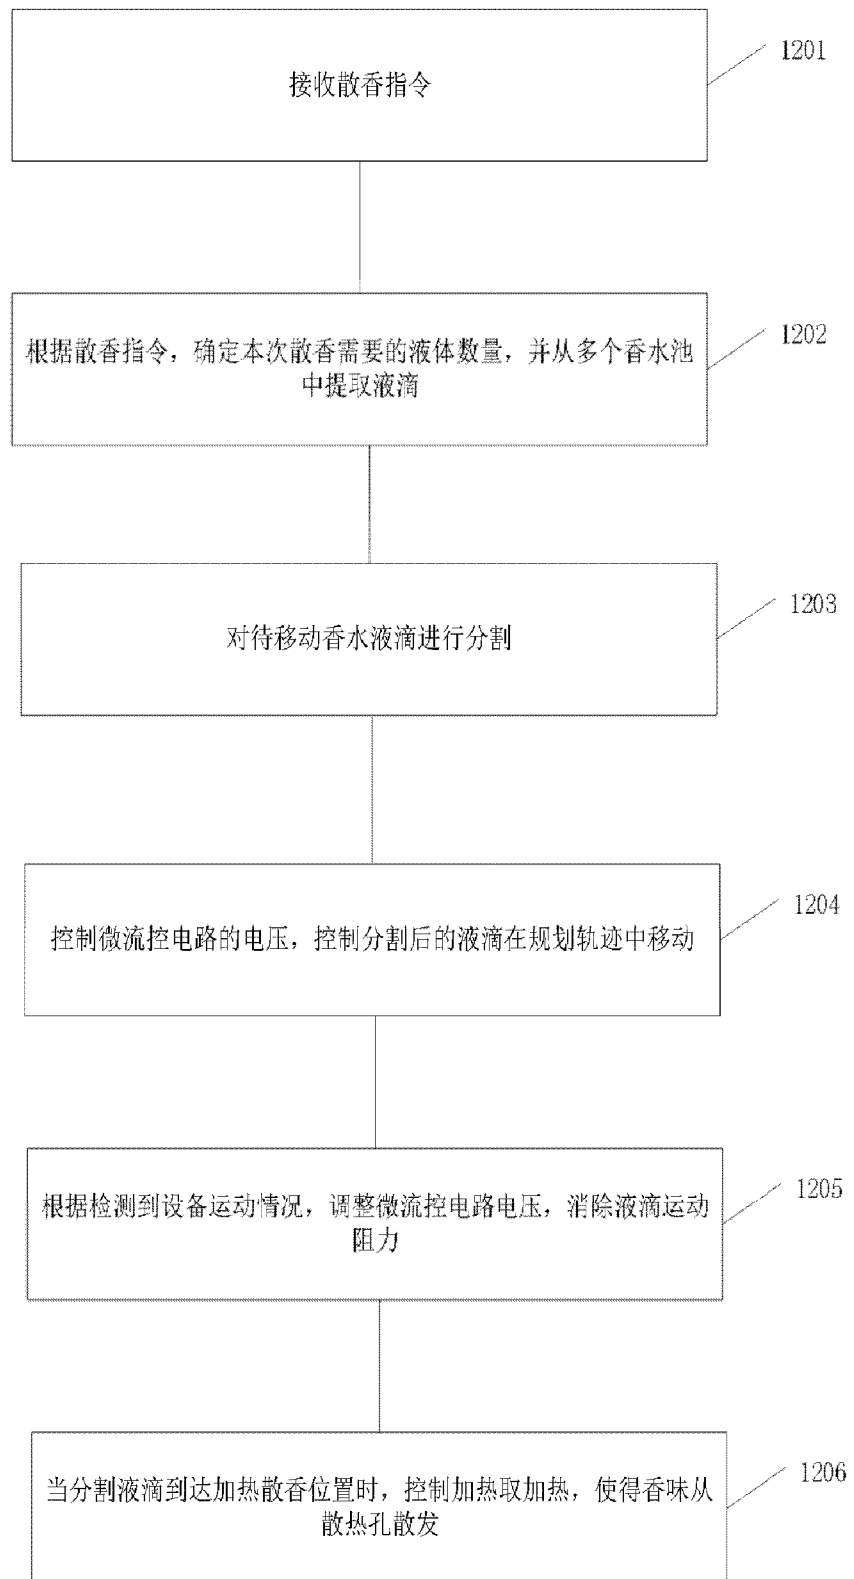 接收散香指令
1201
根据散香指令，确定本次散香需要的液体数量，并从多个香水池
中提取液滴
1202
对待移动香水液滴进行分割
1203
控制微流控电路的电压，控制分割后的液滴在规划轨迹中移动
1204
根据检测到设备运动情况，调整微流控电路电压，消除液滴运动
阻力
1205
当分割液滴到达加热散香位置时，控制加热取加热，使得香味从
散热孔散发
1206